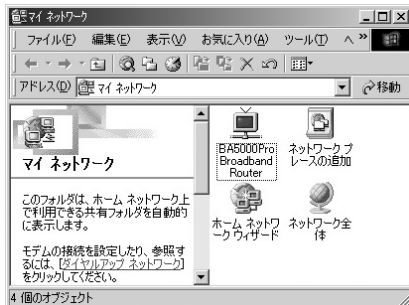 マイ ネットワーク
ファイル(F) 編集(E) 表示(V) お気に入り(A) ツール(T) ヘ »
アドレス(D) マイ ネットワーク 移動
マイ ネットワーク
このフォルダは、ホーム ネットワーク上
で利用できる共有フォルダを自動的
に表示します。
モデムの接続を設定したり、参照す
るには、[ダイヤルアップ ネットワーク]
をクリックしてください。
BA5000Pro
Broadband
Router
ネットワーク プ
レースの追加
ホーム ネットワ
ーク ウィザード
ネットワーク全
体
4 個のオブジェクト